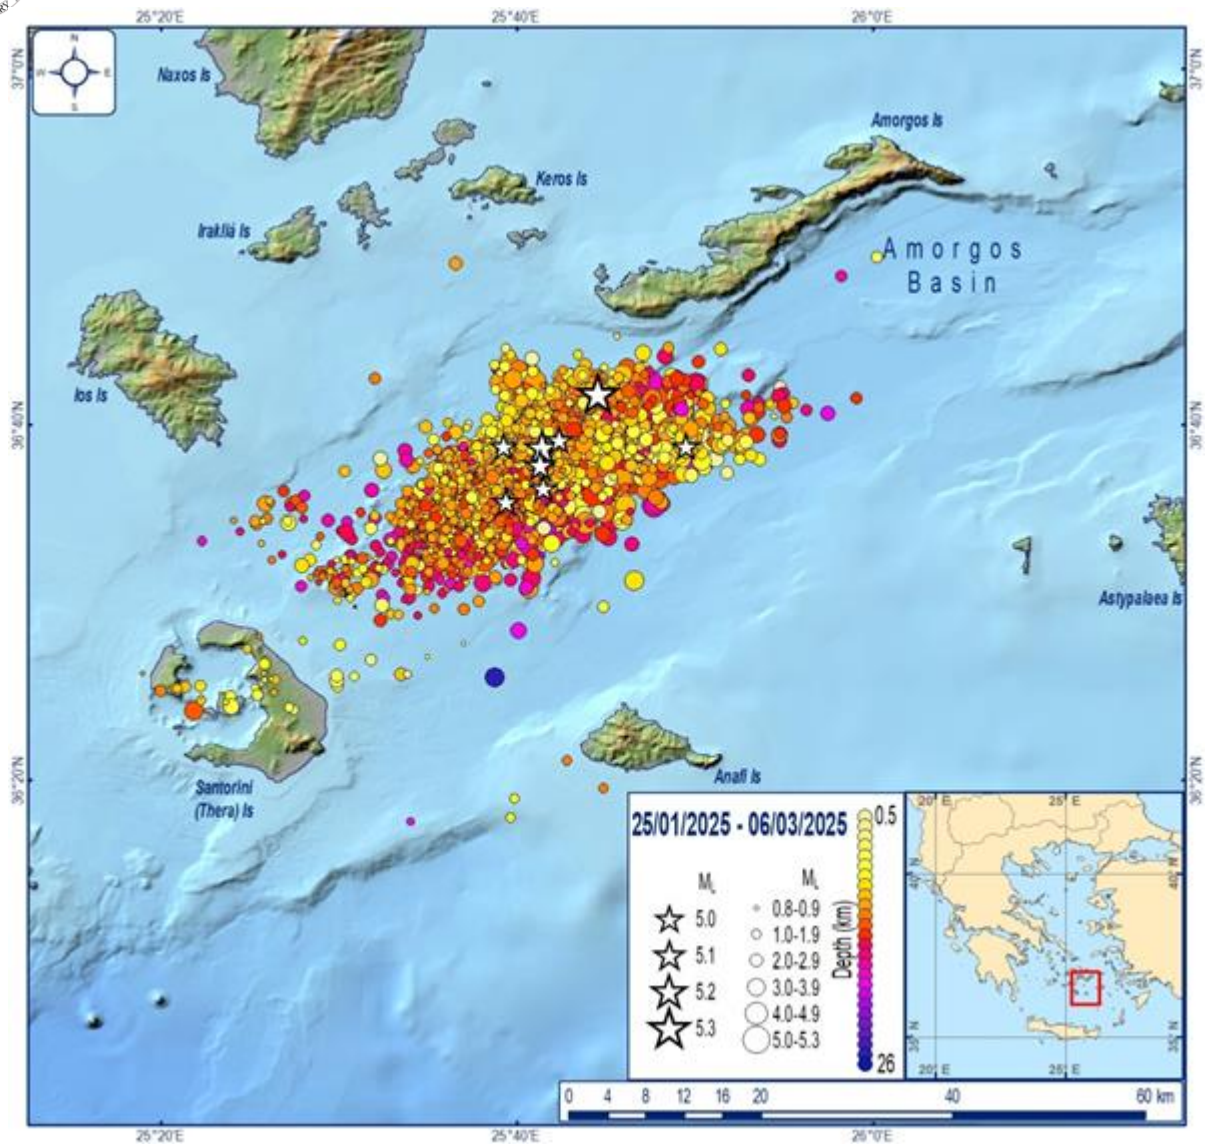 25°20'E 25°40'E 26°0'E
N
W E
S
37°0'N 37°0'N
Naxos Is
Amorgos Is
Keros Is
Irakliá Is
Amorgos
Basin
Ios Is
36°40'N 36°40'N
Astypalaea Is
Santorini
(Thera) Is
Anafi Is
36°20'N 36°20'N
25/01/2025 - 06/03/2025
M_L
5.0
5.1
5.2
5.3
M_L
0.8-0.9
1.0-1.9
2.0-2.9
3.0-3.9
4.0-4.9
5.0-5.3
Depth (km)
0.5
26
20°E 25°E
40°N 40°N
35°N 35°N
20°E 25°E
0 4 8 12 16 20 40 60 km
25°20'E 25°40'E 26°0'E